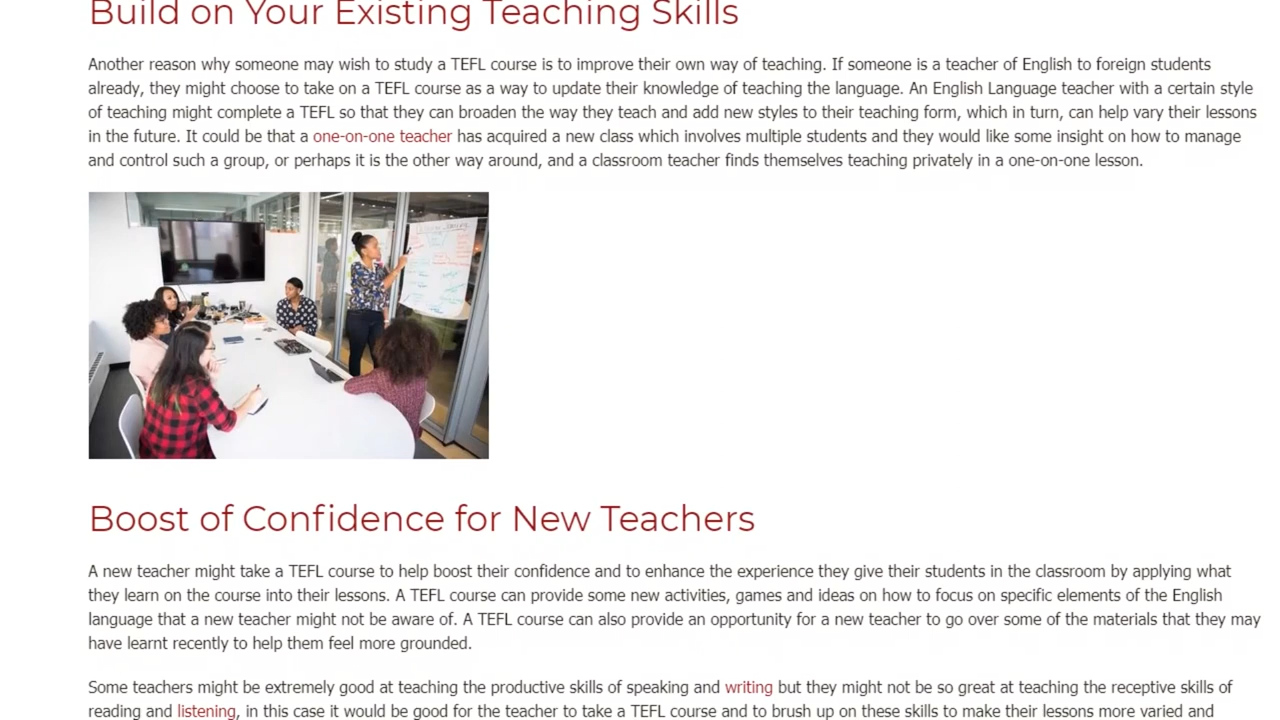 Build on Your Existing Teaching Skills
Another reason why someone may wish to study a TEFL course is to improve their own way of teaching. If someone is a teacher of English to foreign students
already, they might choose to take on a TEFL course as a way to update their knowledge of teaching the language. An English Language teacher with a certain style
of teaching might complete a TEFL so that they can broaden the way they teach and add new styles to their teaching form, which in turn, can help vary their lessons
in the future. It could be that a one-on-one teacher has acquired a new class which involves multiple students and they would like some insight on how to manage
and control such a group, or perhaps it is the other way around, and a classroom teacher finds themselves teaching privately in a one-on-one lesson.
Boost of Confidence for New Teachers
A new teacher might take a TEFL course to help boost their confidence and to enhance the experience they give their students in the classroom by applying what
they learn on the course into their lessons. A TEFL course can provide some new activities, games and ideas on how to focus on specific elements of the English
language that a new teacher might not be aware of. A TEFL course can also provide an opportunity for a new teacher to go over some of the materials that they may
have learnt recently to help them feel more grounded.
Some teachers might be extremely good at teaching the productive skills of speaking and writing but they might not be so great at teaching the receptive skills of
reading and listening, in this case it would be good for the teacher to take a TEFL course and to brush up on these skills to make their lessons more varied and